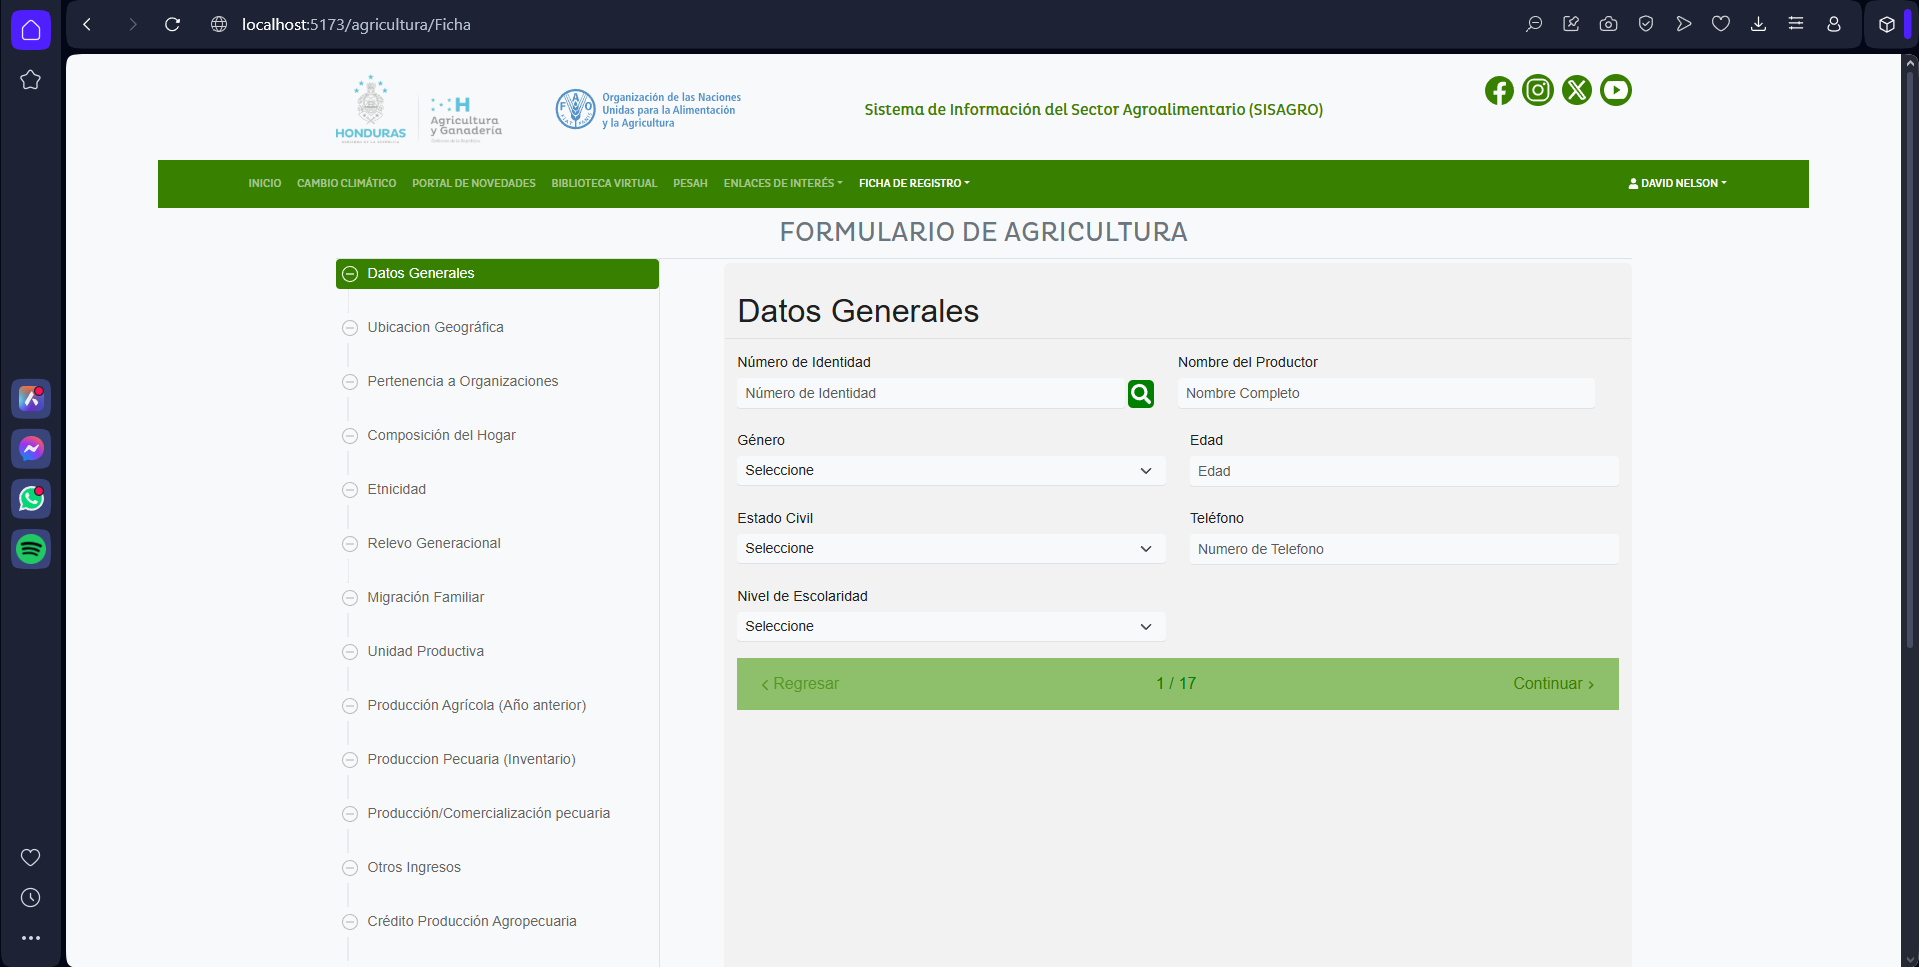 localhost:5173/agricultura/Ficha
HONDURAS
Agricultura
y Ganadería
FAO
FIAT PANIS
Organización de las Naciones
Unidas para la Alimentación
y la Agricultura
Sistema de Información del Sector Agroalimentario (SISAGRO)
INICIO CAMBIO CLIMÁTICO PORTAL DE NOVEDADES BIBLIOTECA VIRTUAL PESAH ENLACES DE INTERÉS FICHA DE REGISTRO DAVID NELSON
FORMULARIO DE AGRICULTURA
Datos Generales
Ubicacion Geográfica
Pertenencia a Organizaciones
Composición del Hogar
Etnicidad
Relevo Generacional
Migración Familiar
Unidad Productiva
Producción Agrícola (Año anterior)
Produccion Pecuaria (Inventario)
Producción/Comercialización pecuaria
Otros Ingresos
Crédito Producción Agropecuaria
Datos Generales
Número de Identidad
Número de Identidad
Nombre del Productor
Nombre Completo
Género
Seleccione
Edad
Edad
Estado Civil
Seleccione
Teléfono
Numero de Telefono
Nivel de Escolaridad
Seleccione
Regresar 1 / 17 Continuar